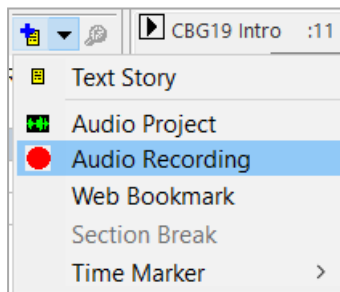 CBG19 Intro :11
Text Story
Audio Project
Audio Recording
Web Bookmark
Section Break
Time Marker